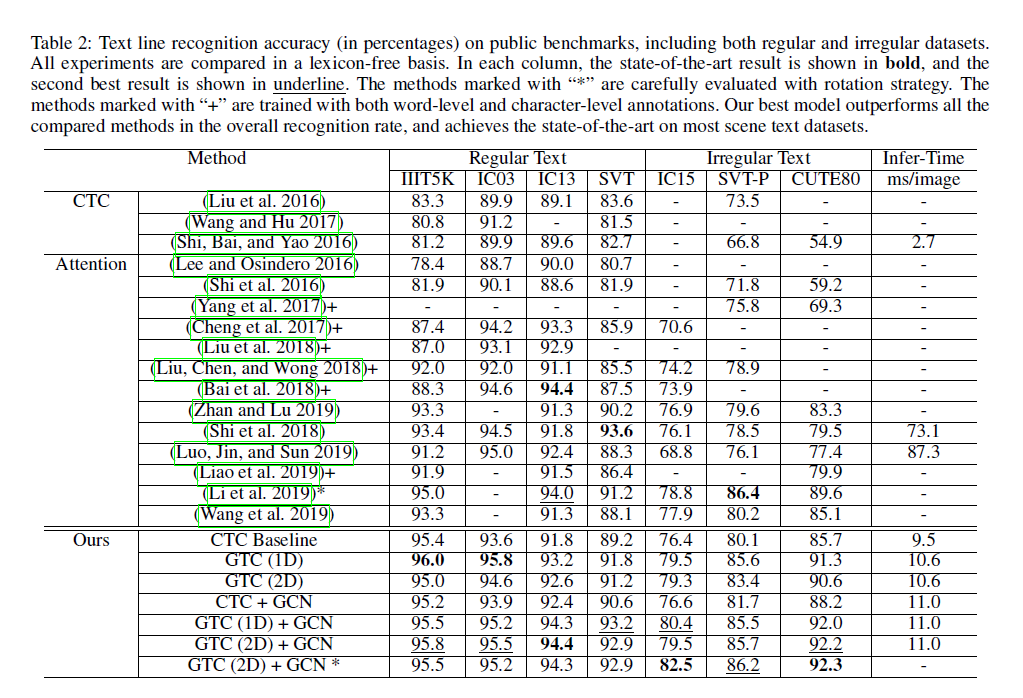 Table 2: Text line recognition accuracy (in percentages) on public benchmarks, including both regular and irregular datasets.
All experiments are compared in a lexicon-free basis. In each column, the state-of-the-art result is shown in bold, and the
second best result is shown in underline. The methods marked with “*” are carefully evaluated with rotation strategy. The
methods marked with “+” are trained with both word-level and character-level annotations. Our best model outperforms all the
compared methods in the overall recognition rate, and achieves the state-of-the-art on most scene text datasets.
Method Regular Text Irregular Text Infer-Time
IIIT5K IC03 IC13 SVT IC15 SVT-P CUTE80 ms/image
CTC (Liu et al. 2016) 83.3 89.9 89.1 83.6 - 73.5 - -
(Wang and Hu 2017) 80.8 91.2 - 81.5 - - - -
(Shi, Bai, and Yao 2016) 81.2 89.9 89.6 82.7 - 66.8 54.9 2.7
Attention (Lee and Osindero 2016) 78.4 88.7 90.0 80.7 - - - -
(Shi et al. 2016) 81.9 90.1 88.6 81.9 - 71.8 59.2 -
(Yang et al. 2017)+ - - - - - 75.8 69.3 -
(Cheng et al. 2017)+ 87.4 94.2 93.3 85.9 70.6 - - -
(Liu et al. 2018)+ 87.0 93.1 92.9 - - - - -
(Liu, Chen, and Wong 2018)+ 92.0 92.0 91.1 85.5 74.2 78.9 - -
(Bai et al. 2018)+ 88.3 94.6 94.4 87.5 73.9 - - -
(Zhan and Lu 2019) 93.3 - 91.3 90.2 76.9 79.6 83.3 -
(Shi et al. 2018) 93.4 94.5 91.8 93.6 76.1 78.5 79.5 73.1
(Luo, Jin, and Sun 2019) 91.2 95.0 92.4 88.3 68.8 76.1 77.4 87.3
(Liao et al. 2019)+ 91.9 - 91.5 86.4 - - 79.9 -
(Li et al. 2019)* 95.0 - 94.0 91.2 78.8 86.4 89.6 -
(Wang et al. 2019) 93.3 - 91.3 88.1 77.9 80.2 85.1 -
Ours CTC Baseline 95.4 93.6 91.8 89.2 76.4 80.1 85.7 9.5
GTC (1D) 96.0 95.8 93.2 91.8 79.5 85.6 91.3 10.6
GTC (2D) 95.0 94.6 92.6 91.2 79.3 83.4 90.6 10.6
CTC + GCN 95.2 93.9 92.4 90.6 76.6 81.7 88.2 11.0
GTC (1D) + GCN 95.5 95.2 94.3 93.2 80.4 85.5 92.0 11.0
GTC (2D) + GCN 95.8 95.5 94.4 92.9 79.5 85.7 92.2 11.0
GTC (2D) + GCN * 95.5 95.2 94.3 92.9 82.5 86.2 92.3 -